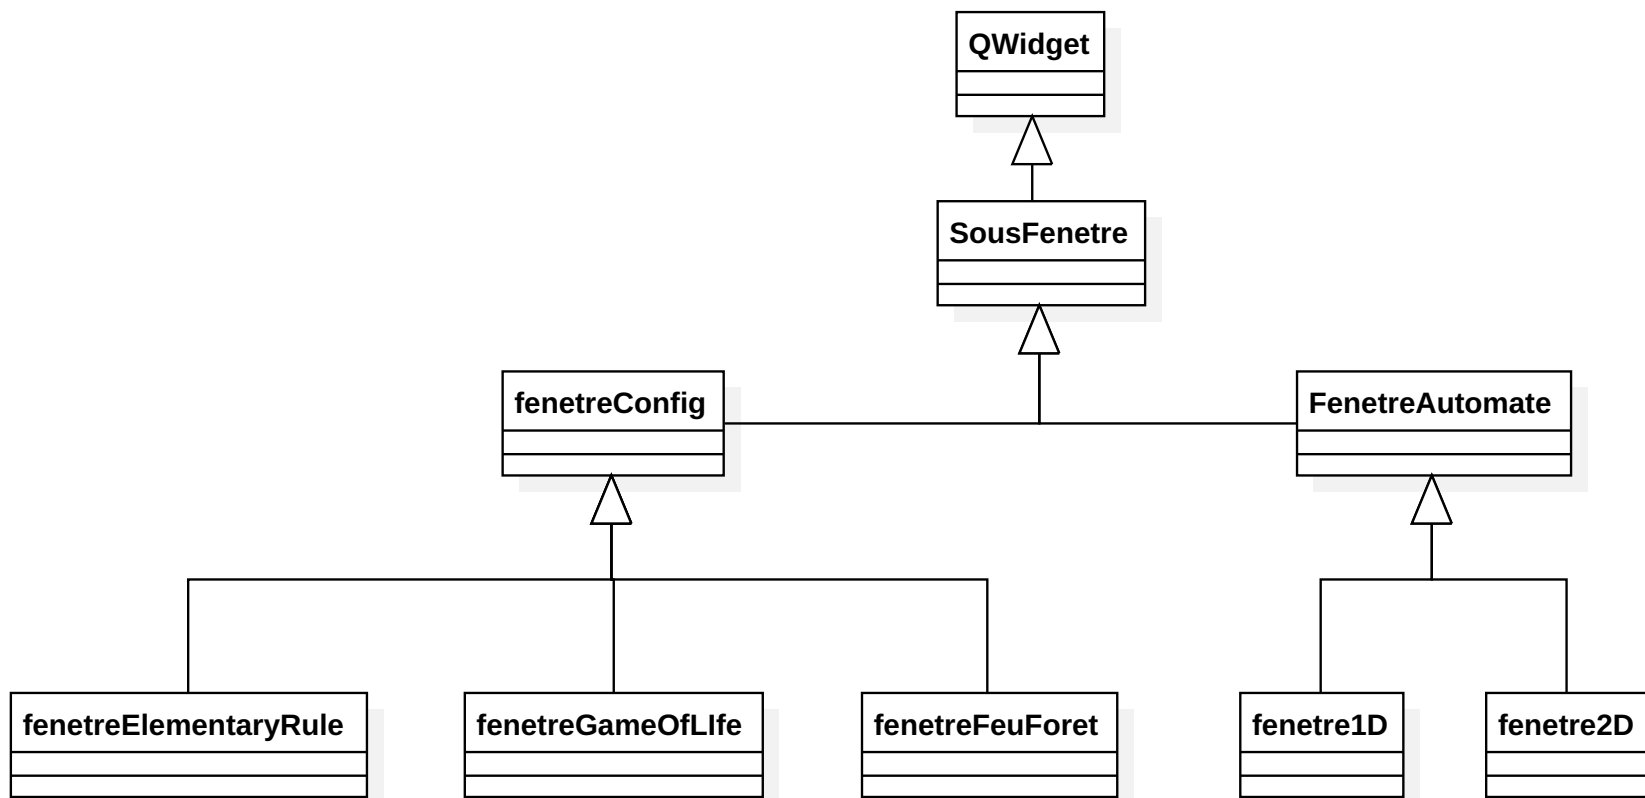 QWidget
SousFenetre
fenetreConfig
FenetreAutomate
fenetreElementaryRule
fenetreGameOfLIfe
fenetreFeuForet
fenetre1D
fenetre2D